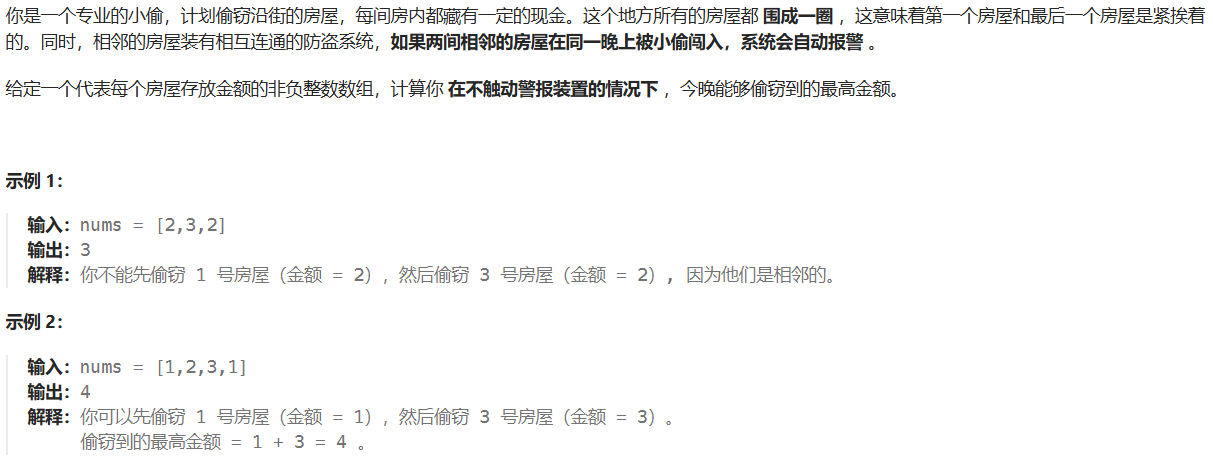 你是一个专业的小偷，计划偷窃沿街的房屋，每间房内都藏有一定的现金。这个地方所有的房屋都 围成一圈 ，这意味着第一个房屋和最后一个房屋是紧挨着
的。同时，相邻的房屋装有相互连通的防盗系统，如果两间相邻的房屋在同一晚上被小偷闯入，系统会自动报警 。
给定一个代表每个房屋存放金额的非负整数数组，计算你 在不触动警报装置的情况下 ，今晚能够偷窃到的最高金额。
示例 1：
输入：nums = [2,3,2]
输出：3
解释：你不能先偷窃 1 号房屋（金额 = 2），然后偷窃 3 号房屋（金额 = 2）, 因为他们是相邻的。
示例 2：
输入：nums = [1,2,3,1]
输出：4
解释：你可以先偷窃 1 号房屋（金额 = 1），然后偷窃 3 号房屋（金额 = 3）。
偷窃到的最高金额 = 1 + 3 = 4 。